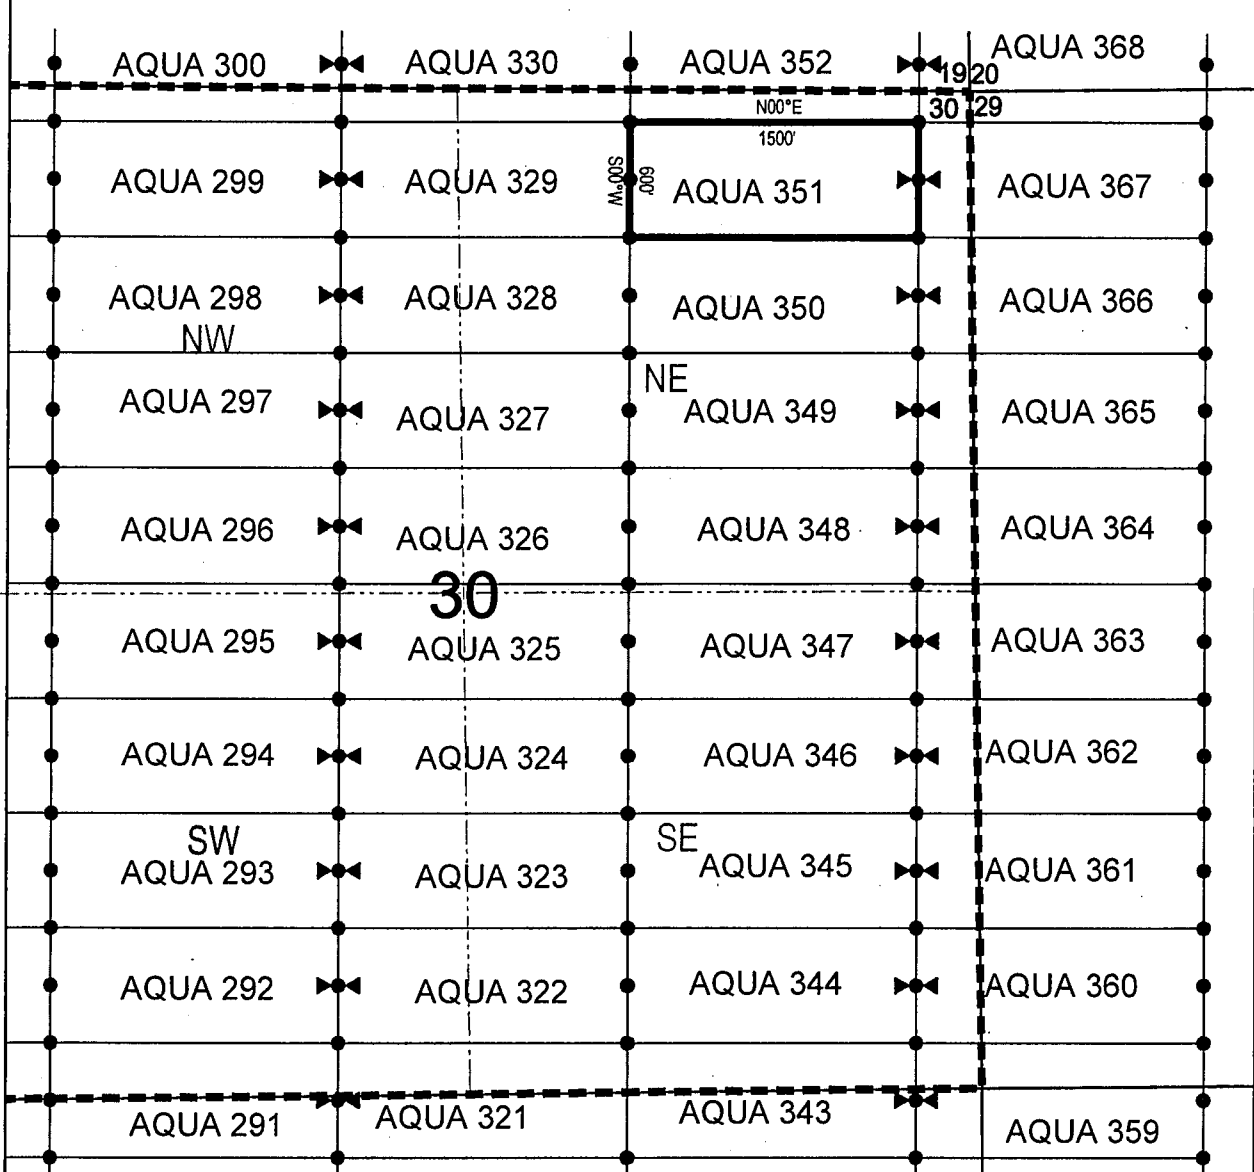 AQUA 300 AQUA 330 AQUA 352 AQUA 368
19 20
30 29
N00°E
1500'
S00°W
600'
AQUA 299 AQUA 329 AQUA 351 AQUA 367
AQUA 298 AQUA 328 AQUA 350 AQUA 366
NW
NE
AQUA 297 AQUA 327 AQUA 349 AQUA 365
AQUA 296 AQUA 326 AQUA 348 AQUA 364
30
AQUA 295 AQUA 325 AQUA 347 AQUA 363
AQUA 294 AQUA 324 AQUA 346 AQUA 362
SW
SE
AQUA 293 AQUA 323 AQUA 345 AQUA 361
AQUA 292 AQUA 322 AQUA 344 AQUA 360
AQUA 291 AQUA 321 AQUA 343 AQUA 359